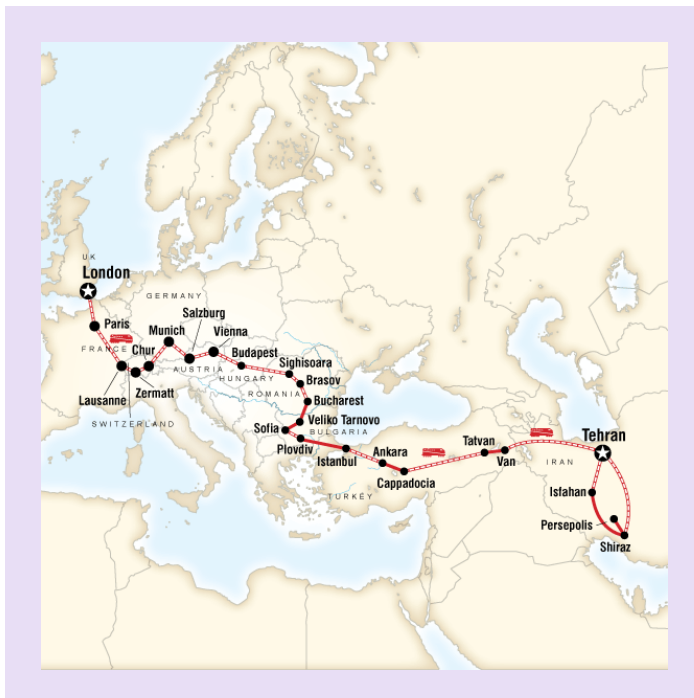 UK
London
GERMANY
Salzburg
Paris
Munich
Vienna
FRANCE
Chur
Budapest
Sighisoara
AUSTRIA
HUNGARY
Brasov
Zermatt
ROMANIA
Lausanne
Bucharest
SWITZERLAND
Veliko Tarnovo
Sofia
BULGARIA
Plovdiv
Istanbul
Ankara
Tatvan
Tehran
Van
IRAN
Cappadocia
TURKEY
Isfahan
Persepolis
Shiraz